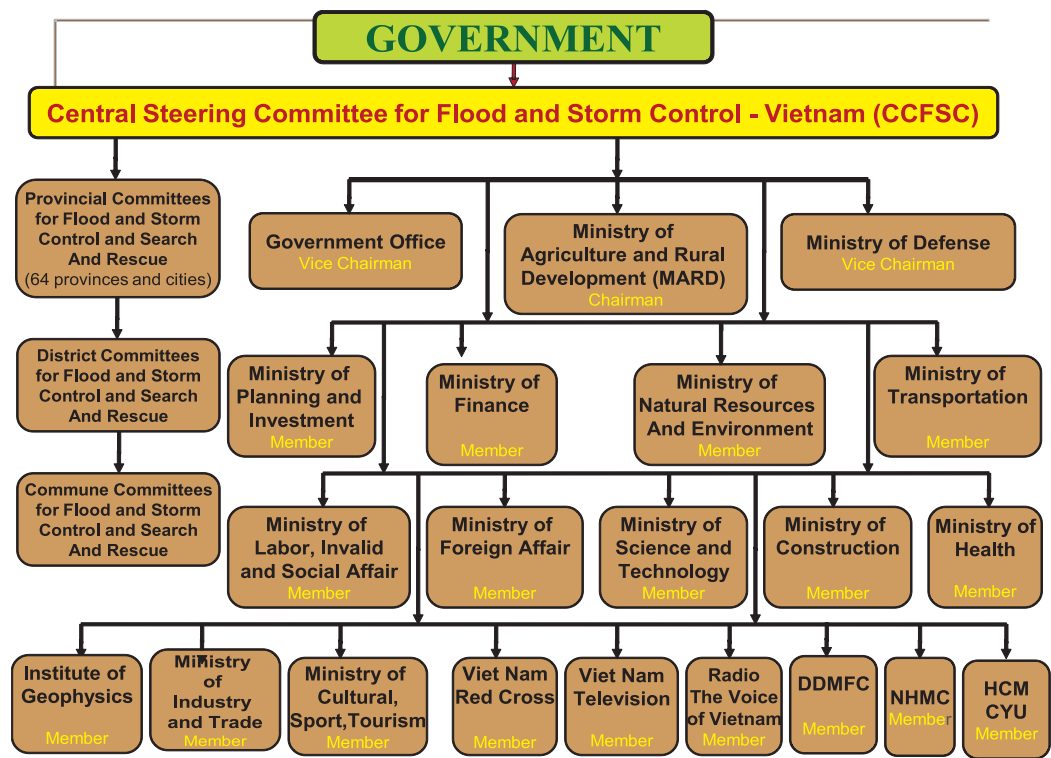 GOVERNMENT
Central Steering Committee for Flood and Storm Control - Vietnam (CCFSC)
Provincial Committees
for Flood and Storm
Control and Search
And Rescue
(64 provinces and cities)
District Committees
for Flood and Storm
Control and Search
And Rescue
Commune Committees
for Flood and Storm
Control and Search
And Rescue
Government Office
Vice Chairman
Ministry of
Agriculture and Rural
Development (MARD)
Chairman
Ministry of Defense
Vice Chairman
Ministry of
Planning and
Investment
Member
Ministry of
Finance
Member
Ministry of
Natural Resources
And Environment
Member
Ministry of
Transportation
Member
Ministry of
Labor, Invalid
and Social Affair
Member
Ministry of
Foreign Affair
Member
Ministry of
Science and
Technology
Member
Ministry of
Construction
Member
Ministry of
Health
Member
Institute of
Geophysics
Member
Ministry
of
Industry
and Trade
Member
Ministry of
Cultural,
Sport,Tourism
Member
Viet Nam
Red Cross
Member
Viet Nam
Television
Member
Radio
The Voice
of Vietnam
Member
DDMFC
Member
NHMC
Member
HCM
CYU
Member